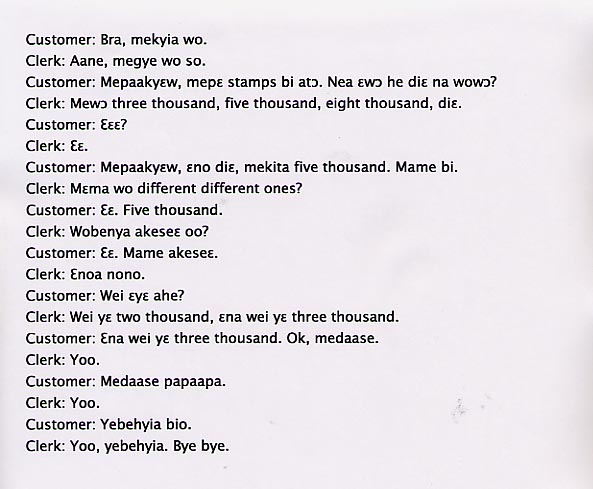 Customer: Bra, mekyia wo.
Clerk: Aane, megye wo so.
Customer: Mepaakyɛw, mepɛ stamps bi atɔ. Nea ɛwɔ he diɛ na wowɔ?
Clerk: Mewɔ three thousand, five thousand, eight thousand, diɛ.
Customer: Ɛɛɛ?
Clerk: Ɛɛ.
Customer: Mepaakyɛw, ɛno diɛ, mekita five thousand. Mame bi.
Clerk: Mɛma wo different different ones?
Customer: Ɛɛ. Five thousand.
Clerk: Wobenya akeseɛ oo?
Customer: Ɛɛ. Mame akeseɛ.
Clerk: Ɛnoa nono.
Customer: Wei ɛyɛ ahe?
Clerk: Wei yɛ two thousand, ɛna wei yɛ three thousand.
Customer: Ɛna wei yɛ three thousand. Ok, medaase.
Clerk: Yoo.
Customer: Medaase papaapa.
Clerk: Yoo.
Customer: Yebehyia bio.
Clerk: Yoo, yebehyia. Bye bye.